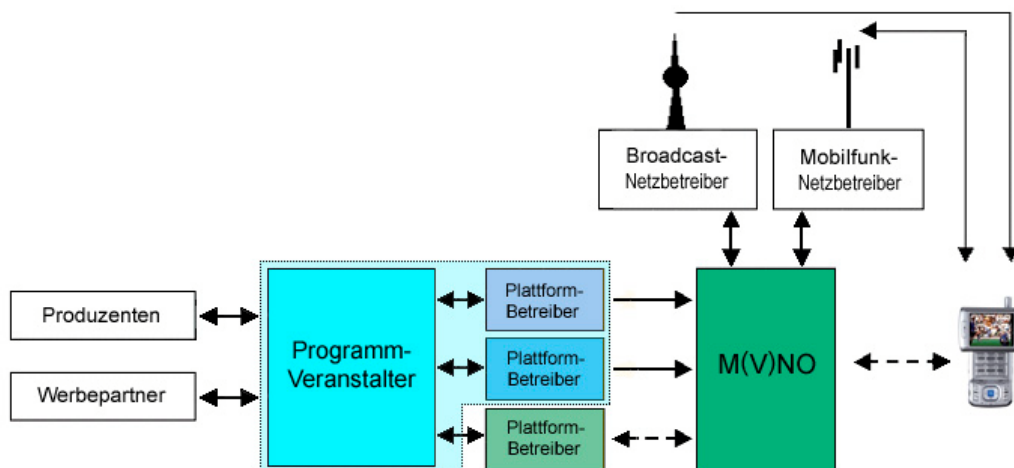 Broadcast-
Netzbetreiber
Mobilfunk-
Netzbetreiber
Produzenten
Werbepartner
Programm-
Veranstalter
Plattform-
Betreiber
Plattform-
Betreiber
Plattform-
Betreiber
M(V)NO